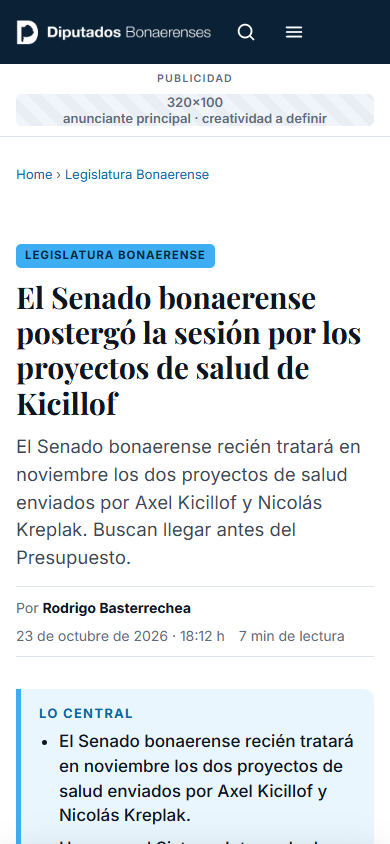 Diputados Bonaerenses
PUBLICIDAD
320×100
anunciante principal · creatividad a definir
Home › Legislatura Bonaerense
LEGISLATURA BONAERENSE
El Senado bonaerense
postergó la sesión por los
proyectos de salud de
Kicillof
El Senado bonaerense recién tratará en
noviembre los dos proyectos de salud
enviados por Axel Kicillof y Nicolás
Kreplak. Buscan llegar antes del
Presupuesto.
Por Rodrigo Basterrechea
23 de octubre de 2026 · 18:12 h 7 min de lectura
LO CENTRAL
• El Senado bonaerense recién tratará
en noviembre los dos proyectos de
salud enviados por Axel Kicillof y
Nicolás Kreplak.